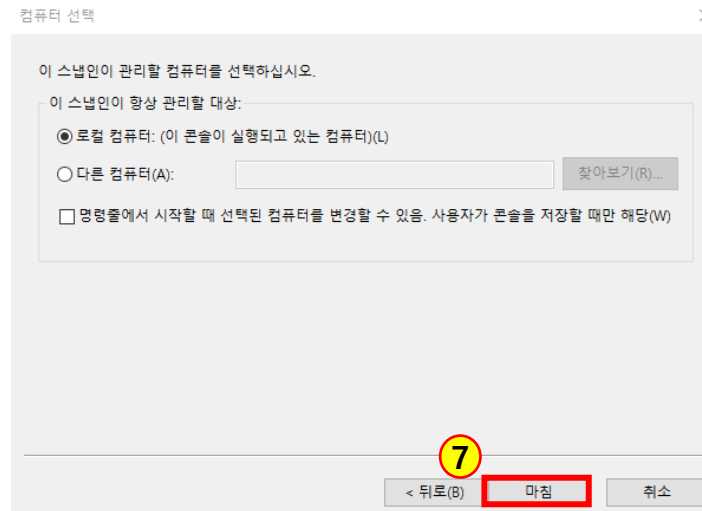 컴퓨터 선택
이 스냅인이 관리할 컴퓨터를 선택하십시오.
이 스냅인이 항상 관리할 대상:
로컬 컴퓨터: (이 콘솔이 실행되고 있는 컴퓨터)(L)
다른 컴퓨터(A):
찾아보기(R)...
명령줄에서 시작할 때 선택된 컴퓨터를 변경할 수 있음. 사용자가 콘솔을 저장할 때만 해당(W)
7
< 뒤로(B) 마침 취소